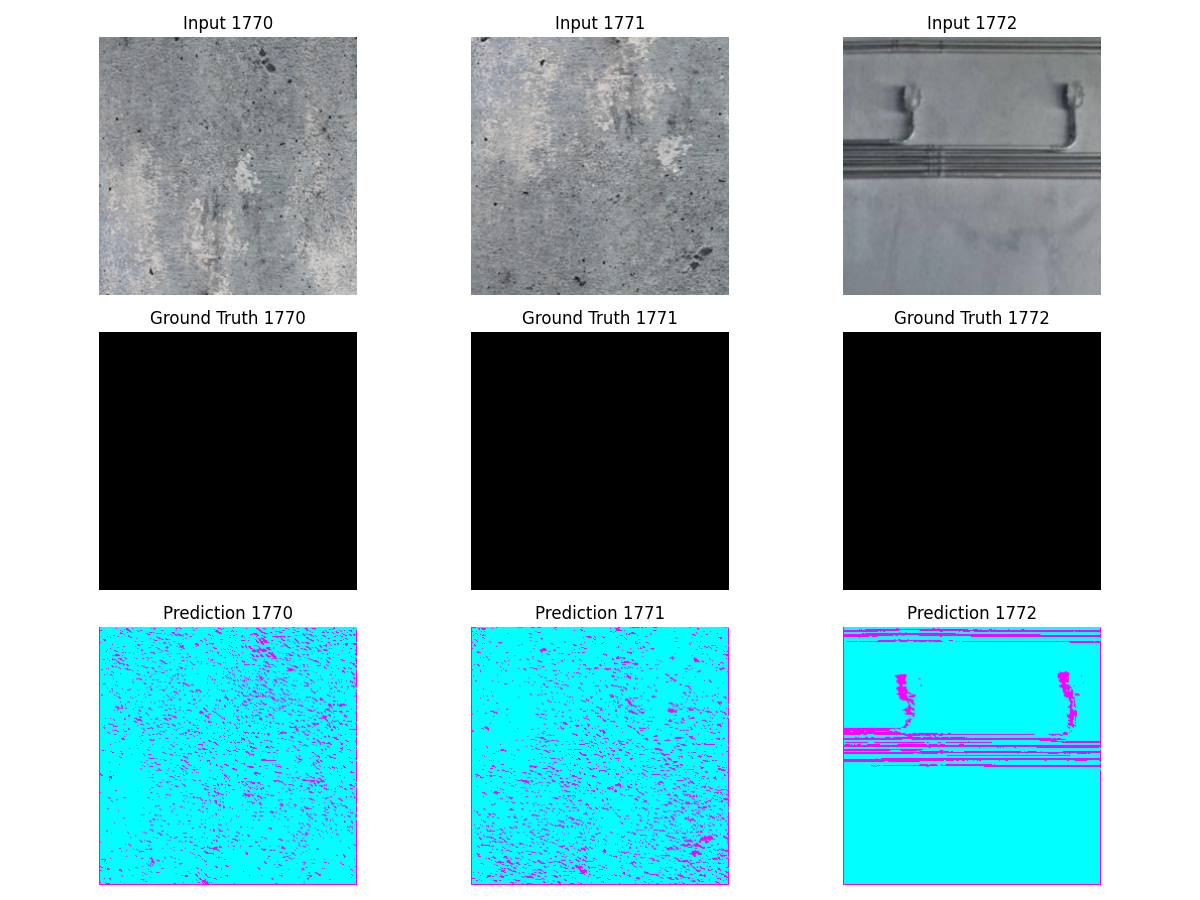 Input 1770
Input 1771
Input 1772
Ground Truth 1770
Ground Truth 1771
Ground Truth 1772
Prediction 1770
Prediction 1771
Prediction 1772